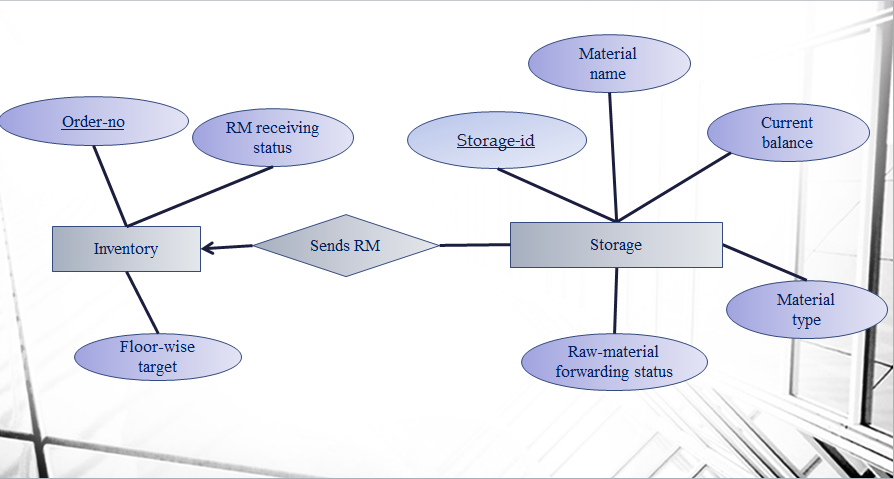 Material
name
Order-no
RM receiving
status
Storage-id
Current
balance
Inventory
Sends RM
Storage
Material
type
Floor-wise
target
Raw-material
forwarding status